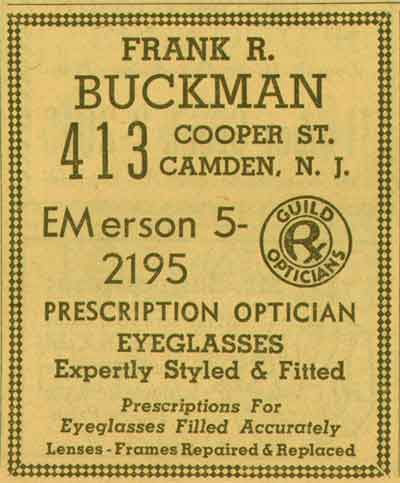 FRANK R.
BUCKMAN
413 COOPER ST.
CAMDEN, N. J.
EMerson 5-
2195
GUILD
Rx
OPTICIANS
PRESCRIPTION OPTICIAN
EYEGLASSES
Expertly Styled & Fitted
Prescriptions For
Eyeglasses Filled Accurately
Lenses - Frames Repaired & Replaced